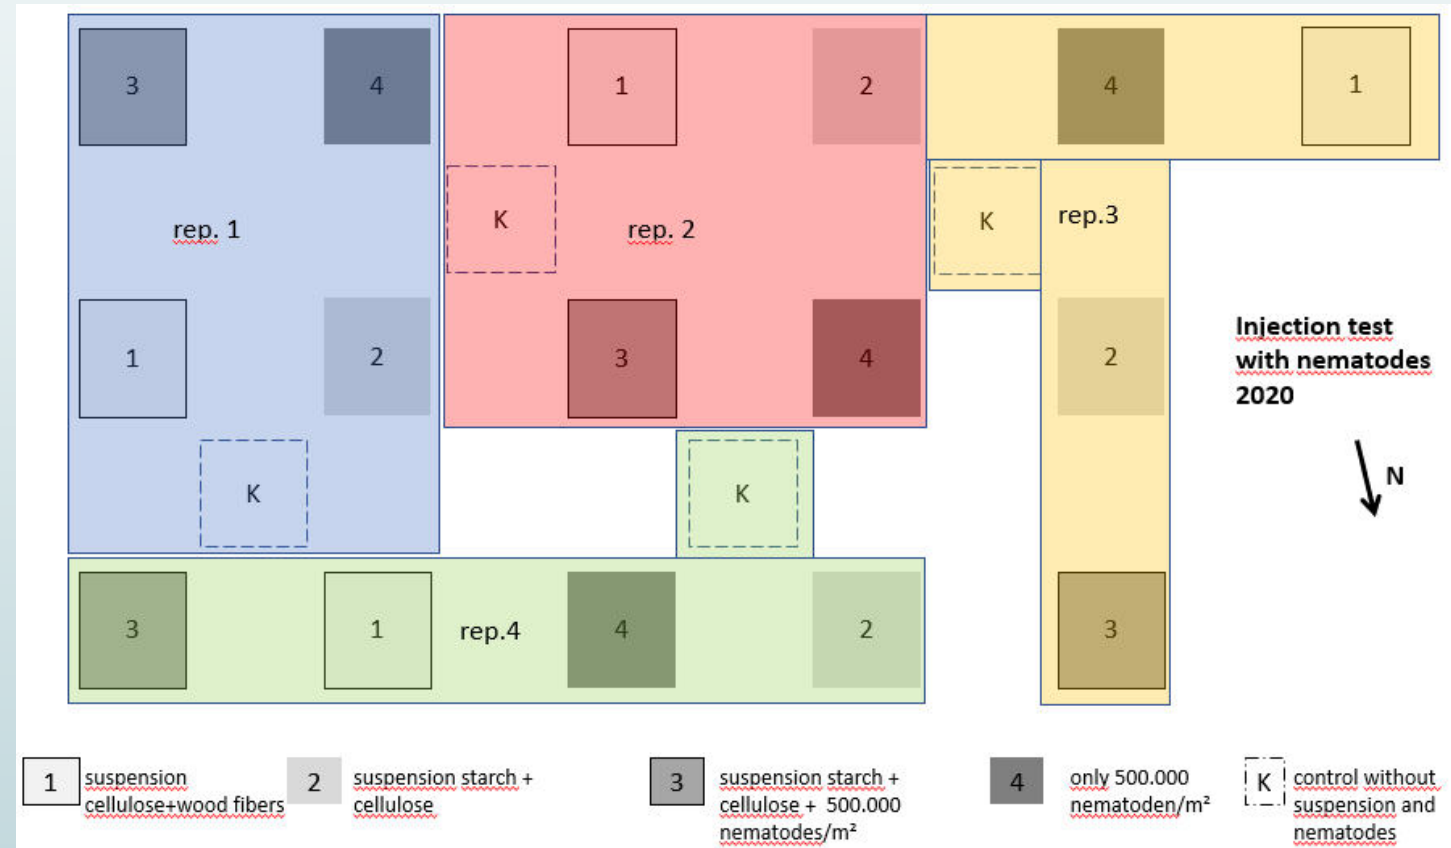 3
4
1
2
4
1
K
rep. 1
rep. 2
K
rep.3
1
2
3
4
2
Injection test
with nematodes
2020
N
K
K
3
1
rep.4
4
2
3
1
suspension
cellulose+wood fibers
2
suspension starch +
cellulose
3
suspension starch +
cellulose + 500.000
nematodes/m²
4
only 500.000
nematoden/m²
K
control without
suspension and
nematodes